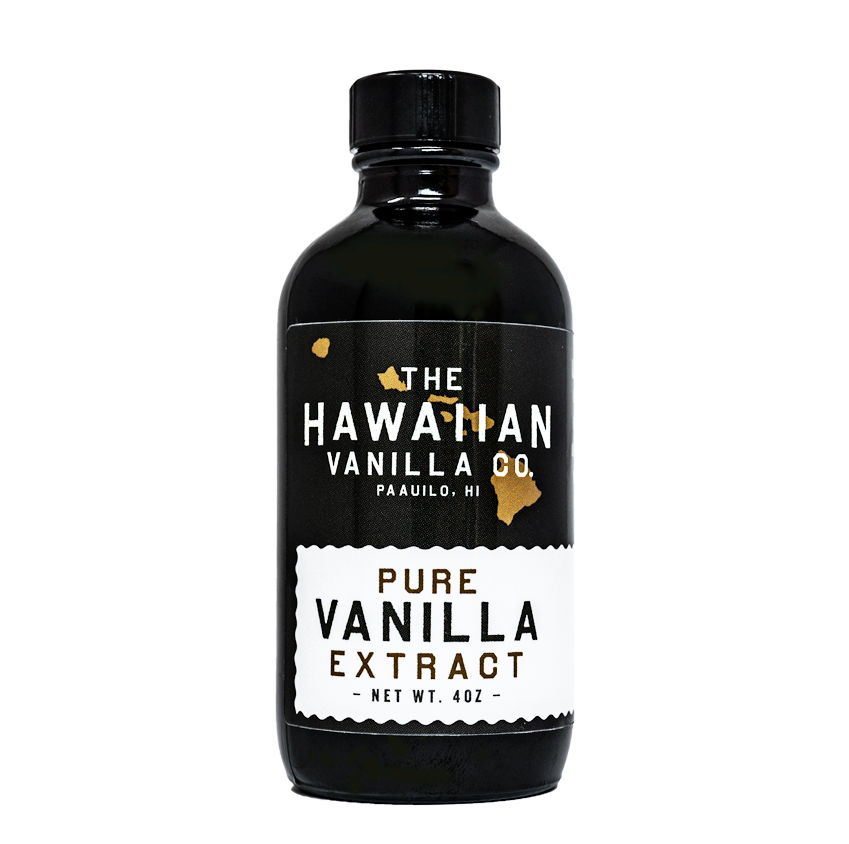 THE
HAWAIIAN
VANILLA CO.
PAAUILO, HI
PURE
VANILLA
EXTRACT
– NET WT. 4OZ –